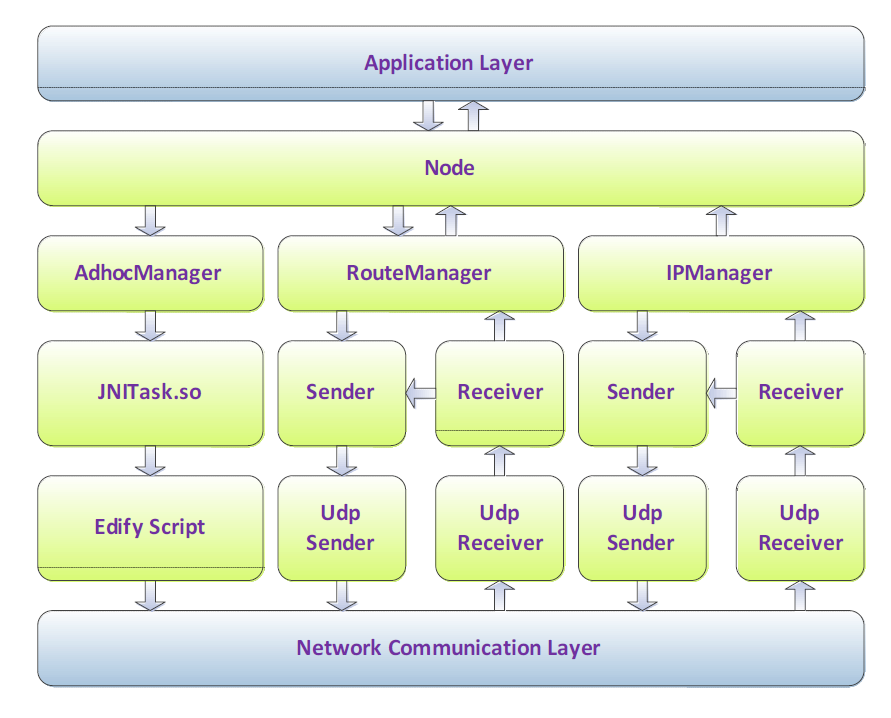 Application Layer
Node
AdhocManager
RouteManager
IPManager
JNITask.so
Sender
Receiver
Sender
Receiver
Edify Script
Udp
Sender
Udp
Receiver
Udp
Sender
Udp
Receiver
Network Communication Layer